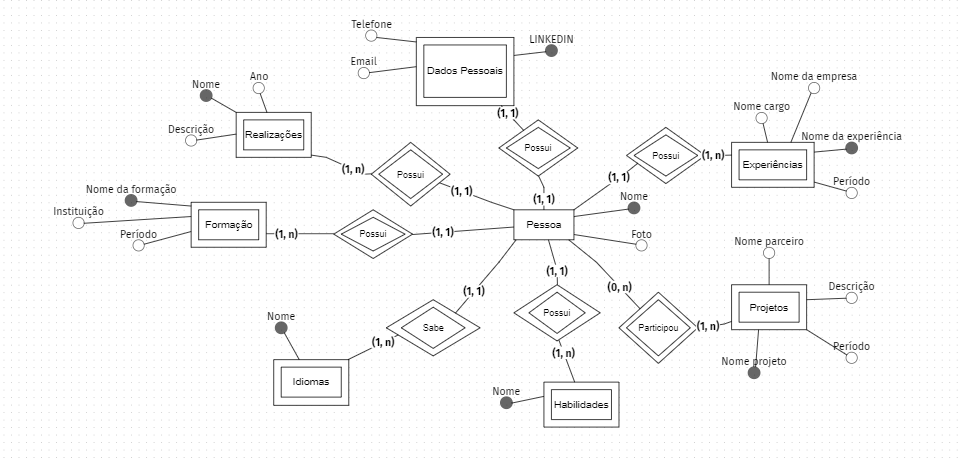 Telefone
LINKEDIN
Email
Dados Pessoais
(1, 1)
Nome
Ano
Descrição
Realizações
(1, n)
Possui
(1, 1)
Possui
(1, 1)
Nome da empresa
Nome cargo
Nome da experiência
Período
Experiências
(1, n)
Possui
(1, 1)
Nome da formação
Instituição
Período
Formação
(1, n)
Possui
(1, 1)
Pessoa
Nome
Foto
(1, 1)
Sabe
(1, n)
Nome
Idiomas
(1, 1)
Possui
(1, n)
Nome
Habilidades
(0, n)
Participou
(1, n)
Nome parceiro
Descrição
Projetos
Período
Nome projeto